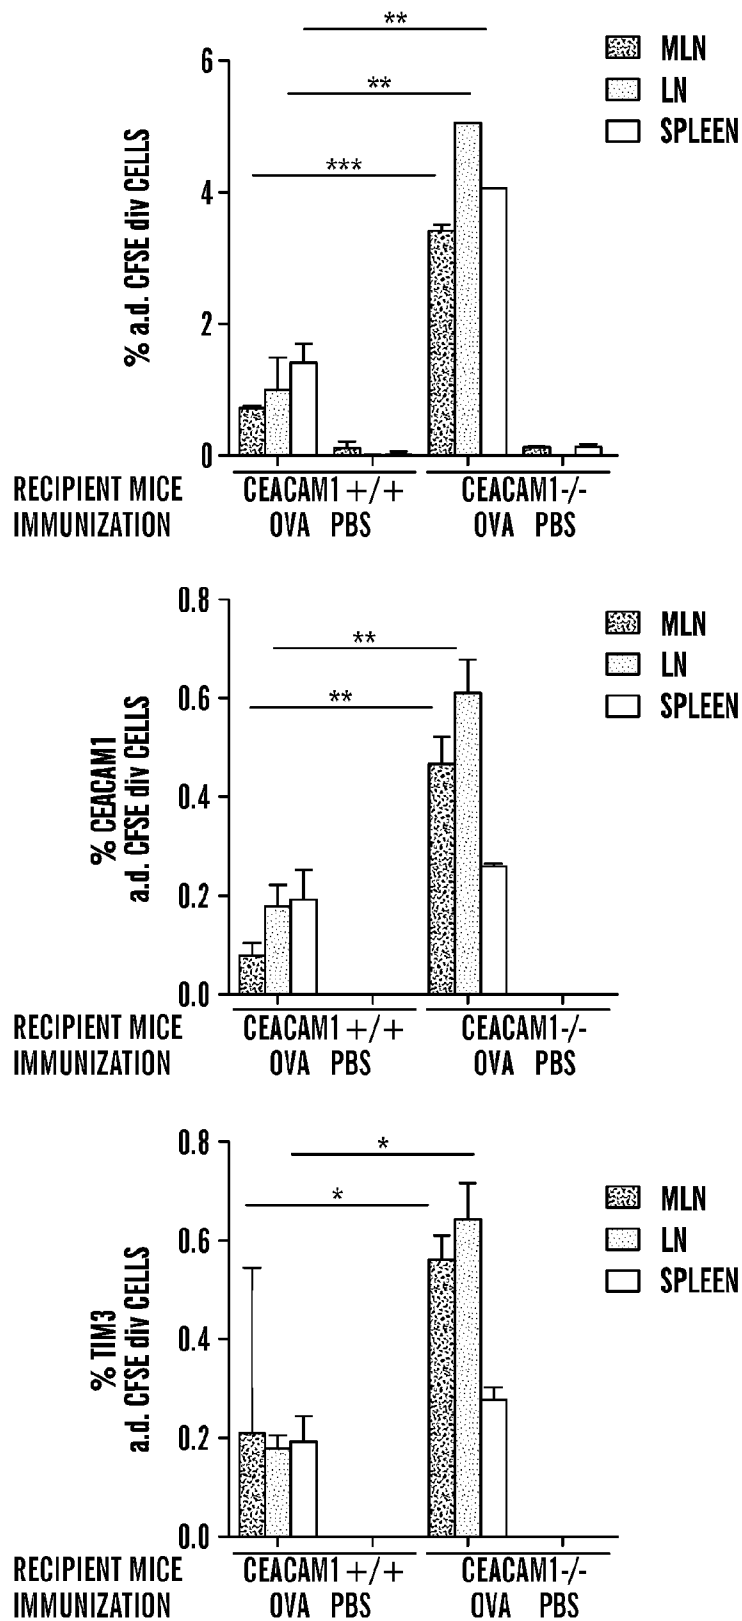 **
6
MLN
**
LN
SPLEEN
***
% a.d. CFSE div CELLS
4
2
0
RECIPIENT MICE CEACAM1 +/+ CEACAM1-/-
IMMUNIZATION OVA PBS OVA PBS
0.8
MLN
**
LN
**
SPLEEN
0.6
% CEACAM1
a.d. CFSE div CELLS
0.4
0.2
0.0
RECIPIENT MICE CEACAM1 +/+ CEACAM1-/-
IMMUNIZATION OVA PBS OVA PBS
0.8
*
MLN
*
LN
0.6
SPLEEN
% TIM3
a.d. CFSE div CELLS
0.4
0.2
0.0
RECIPIENT MICE CEACAM1 +/+ CEACAM1-/-
IMMUNIZATION OVA PBS OVA PBS